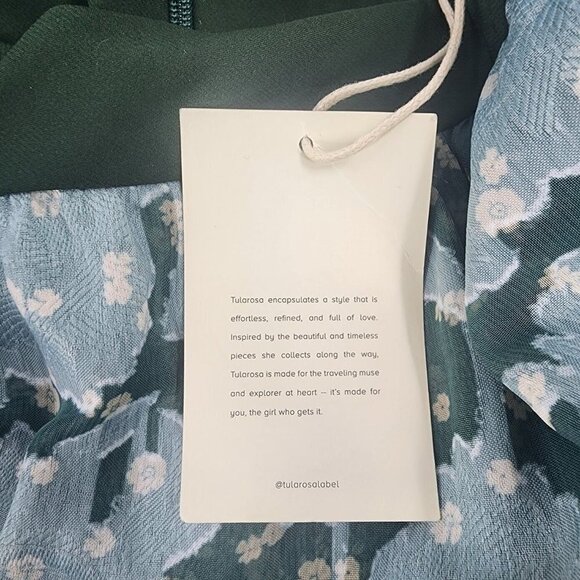 Tularosa encapsulates a style that is
effortless, refined, and full of love.
Inspired by the beautiful and timeless
pieces she collects along the way,
Tularosa is made for the traveling muse
and explorer at heart -- it's made for
you, the girl who gets it.
@tularosalabel